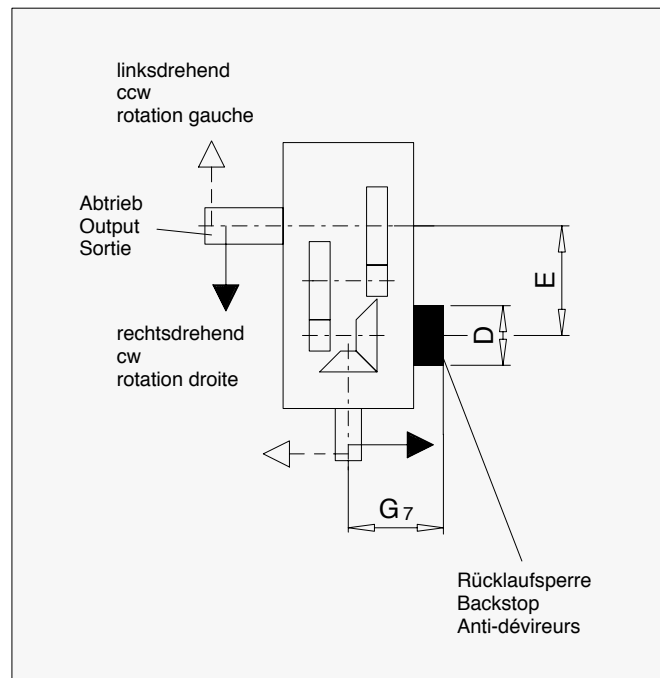 linksdrehend
ccw
rotation gauche
Abtrieb
Output
Sortie
E
D
rechtsdrehend
cw
rotation droite
G7
Rücklaufsperre
Backstop
Anti-dévireurs